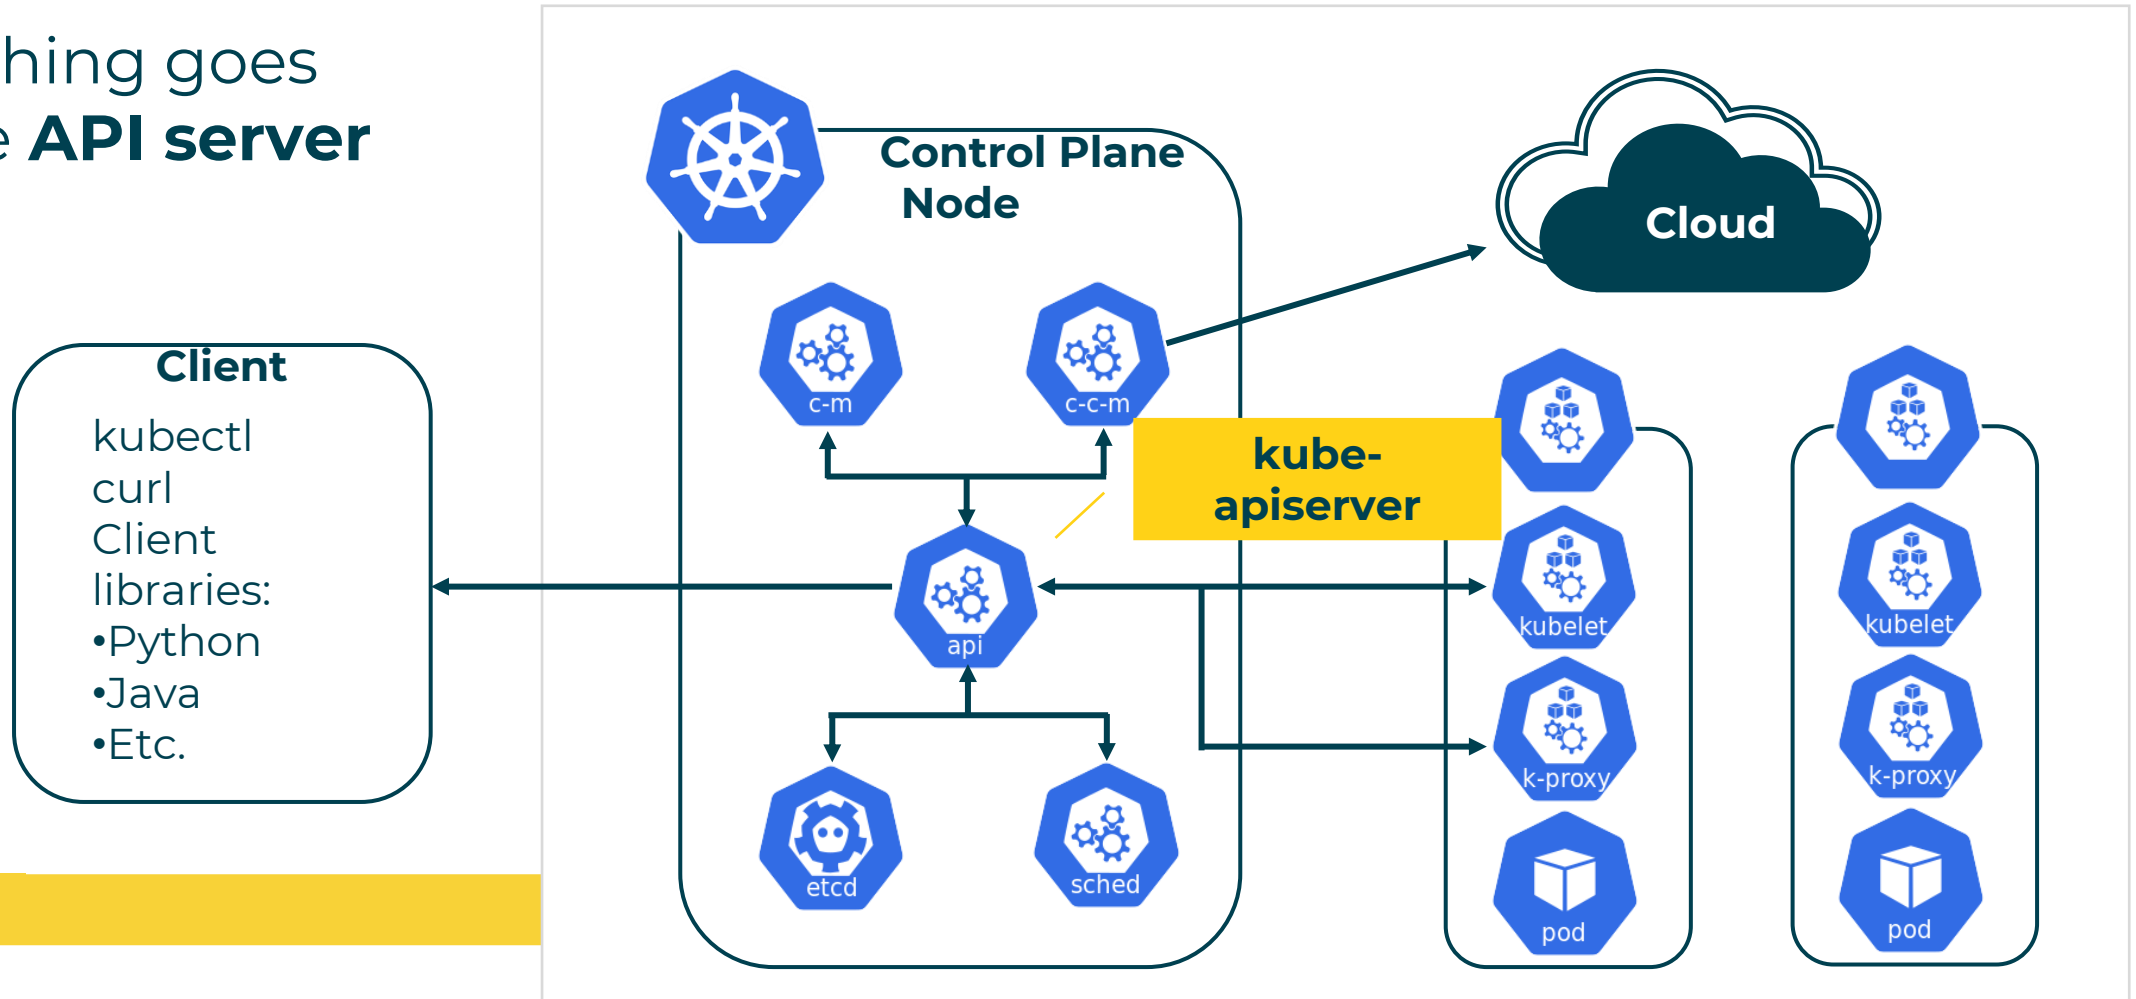 hing goes
e API server
Control Plane
Node
Cloud
Client
kubectl
curl
Client
libraries:
•Python
•Java
•Etc.
c-m
c-c-m
kube-
apiserver
api
etcd
sched
kubelet
k-proxy
pod
kubelet
k-proxy
pod